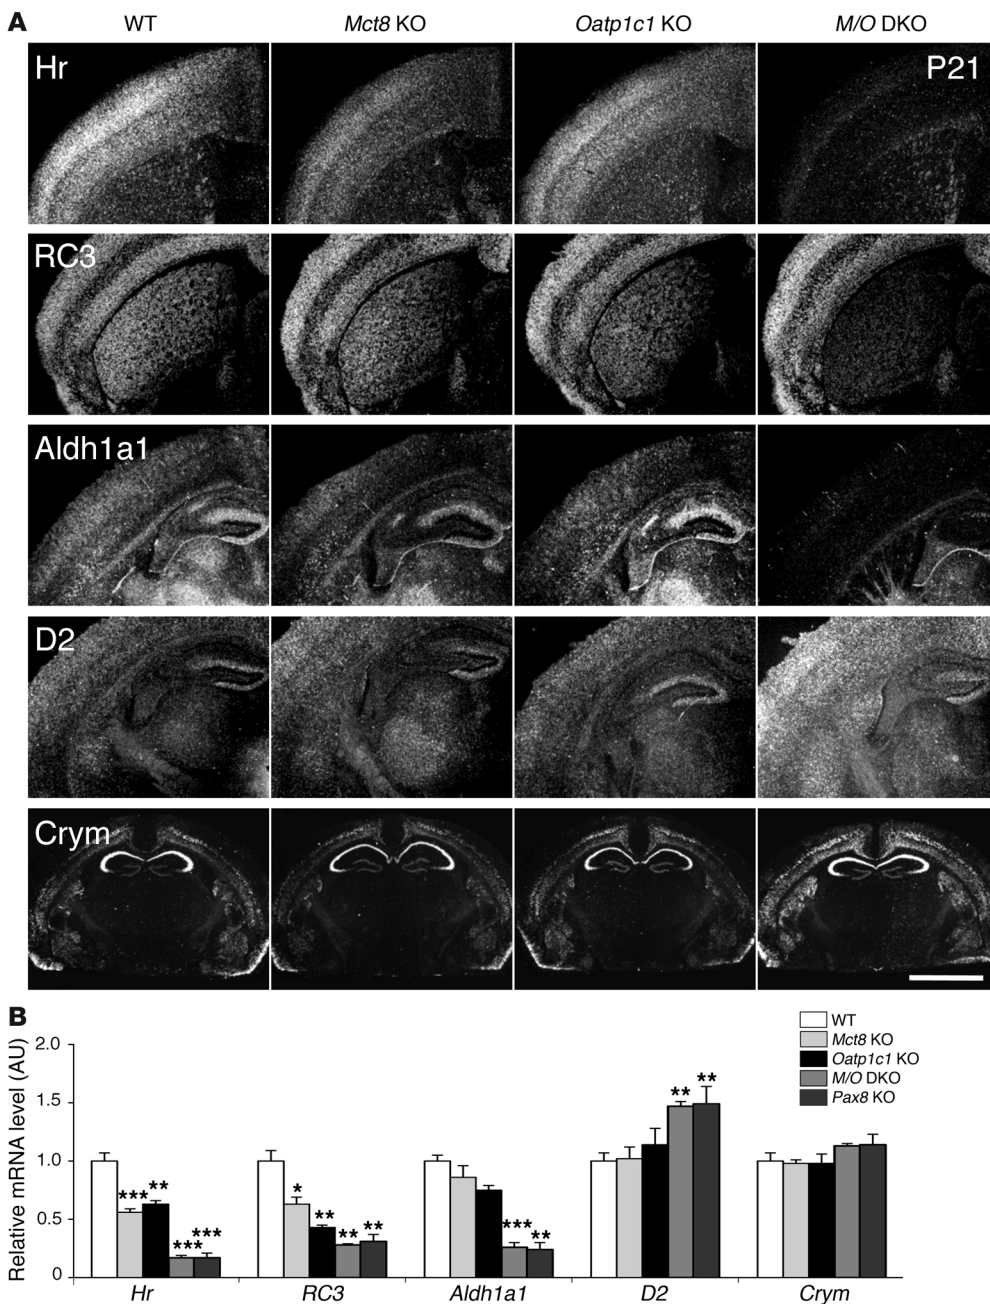 A
WT Mct8 KO Oatp1c1 KO M/O DKO
Hr P21
RC3
Aldh1a1
D2
Crym
B
WT
Mct8 KO
Oatp1c1 KO
M/O DKO
Pax8 KO
Relative mRNA level (AU)
2.0
1.5
1.0
0.5
0
*** ** *** ***
* ** ** **
*** **
** **
Hr RC3 Aldh1a1 D2 Crym